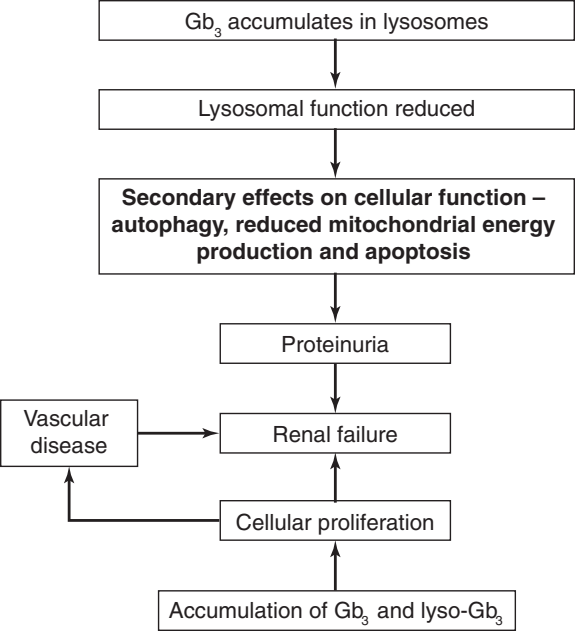 Gb₃ accumulates in lysosomes
Lysosomal function reduced
Secondary effects on cellular function –
autophagy, reduced mitochondrial energy
production and apoptosis
Proteinuria
Vascular
disease
Renal failure
Cellular proliferation
Accumulation of Gb₃ and lyso-Gb₃